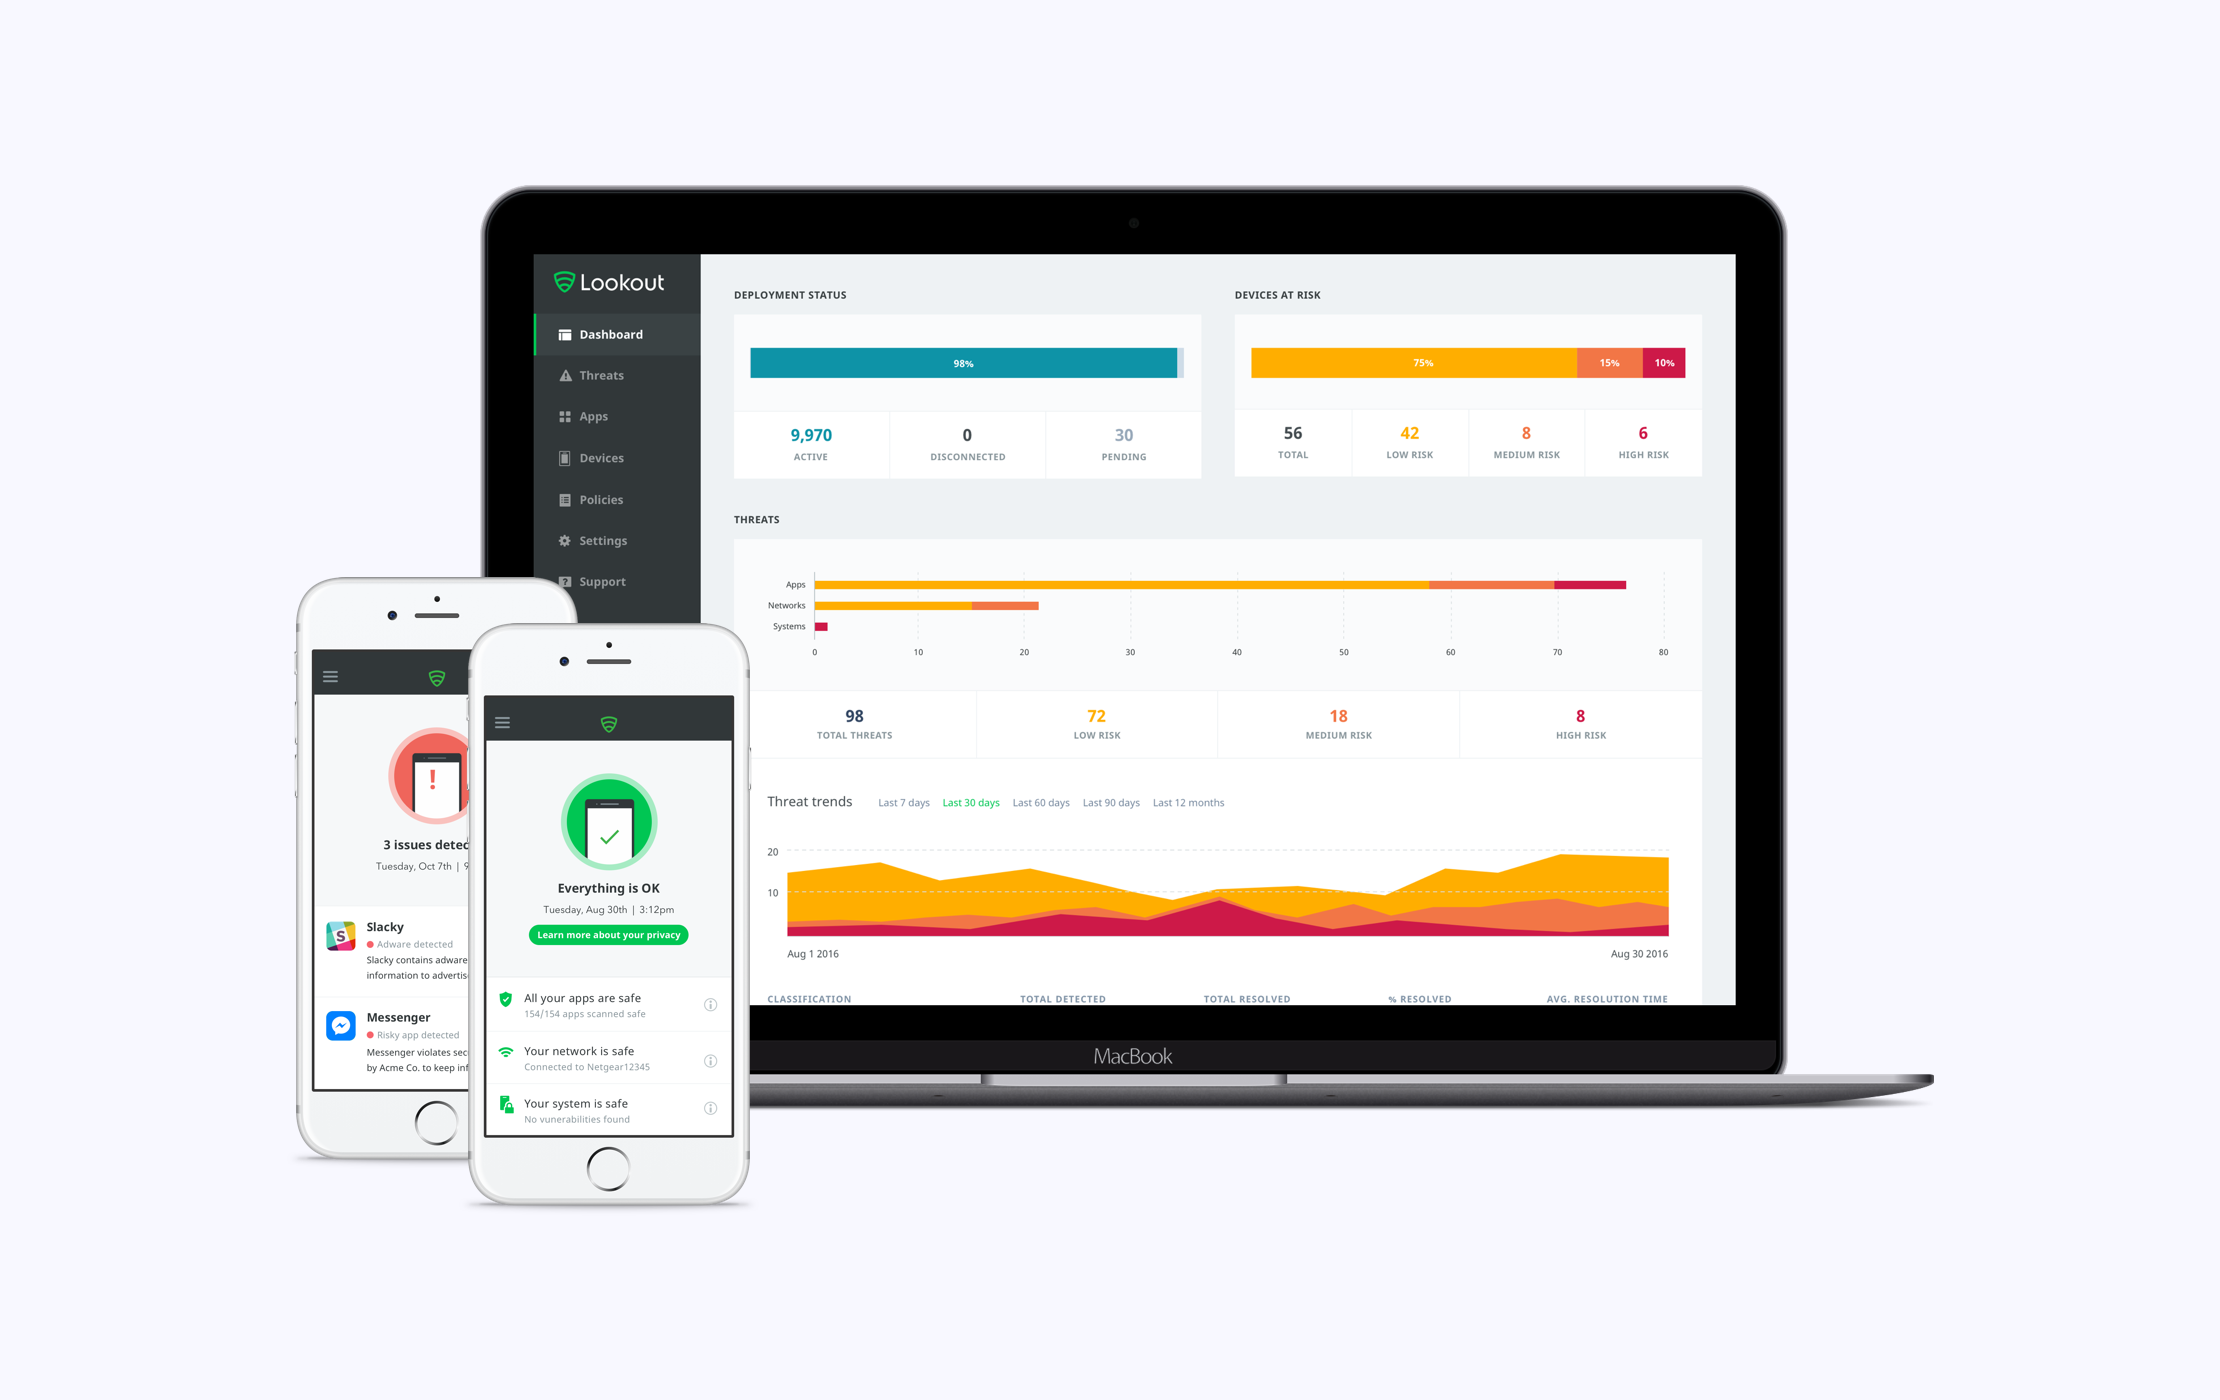 Lookout
Dashboard
Threats
Apps
Devices
Policies
Settings
Support
DEPLOYMENT STATUS
98%
9,970
ACTIVE
0
DISCONNECTED
30
PENDING
DEVICES AT RISK
75% 15% 10%
56
TOTAL
42
LOW RISK
8
MEDIUM RISK
6
HIGH RISK
THREATS
Apps
Networks
Systems
0 10 20 30 40 50 60 70 80
98
TOTAL THREATS
72
LOW RISK
18
MEDIUM RISK
8
HIGH RISK
Threat trends Last 7 days Last 30 days Last 60 days Last 90 days Last 12 months
20
10
Aug 1 2016 Aug 30 2016
CLASSIFICATION TOTAL DETECTED TOTAL RESOLVED % RESOLVED AVG. RESOLUTION TIME
MacBook
!
3 issues detec
Tuesday, Oct 7th | 9
S
Slacky
Adware detected
Slacky contains adware
information to advertis
Messenger
Risky app detected
Messenger violates sec
by Acme Co. to keep inf
Everything is OK
Tuesday, Aug 30th | 3:12pm
Learn more about your privacy
All your apps are safe
154/154 apps scanned safe
Your network is safe
Connected to Netgear12345
Your system is safe
No vunerabilities found